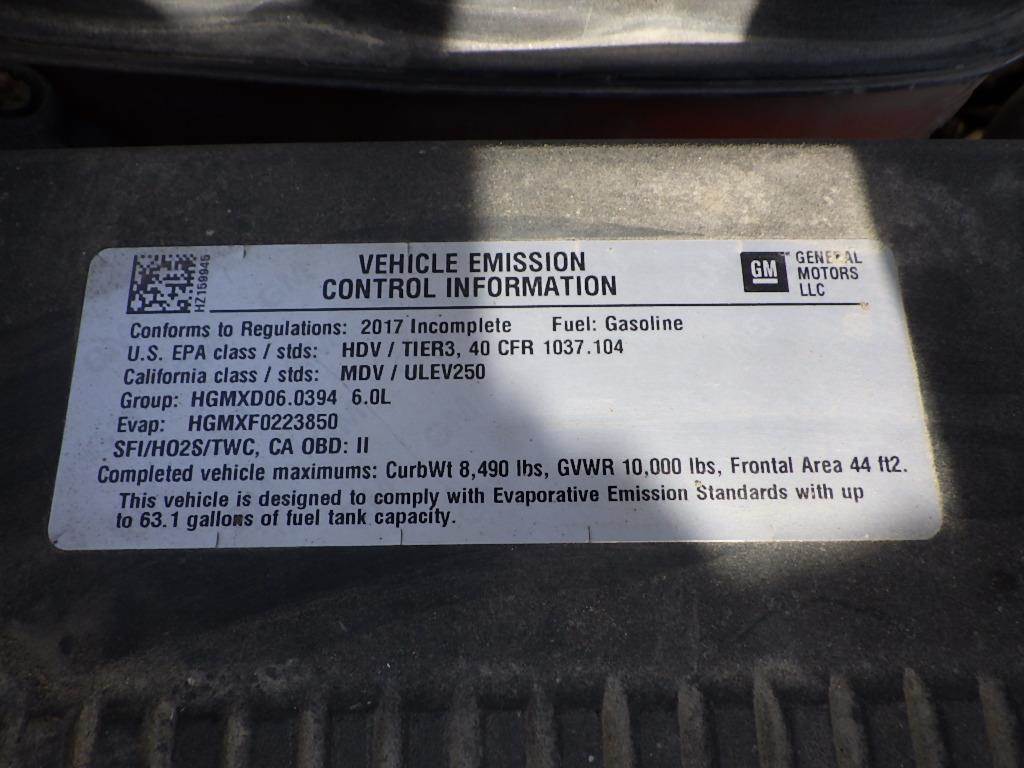 HZ159945
VEHICLE EMISSION
CONTROL INFORMATION
GM
GENERAL
MOTORS
LLC
Conforms to Regulations: 2017 Incomplete Fuel: Gasoline
U.S. EPA class / stds: HDV / TIER3, 40 CFR 1037.104
California class / stds: MDV / ULEV250
Group: HGMXD06.0394 6.0L
Evap: HGMXF0223850
SFI/HO2S/TWC, CA OBD: II
Completed vehicle maximums: CurbWt 8,490 lbs, GVWR 10,000 lbs, Frontal Area 44 ft2.
This vehicle is designed to comply with Evaporative Emission Standards with up
to 63.1 gallons of fuel tank capacity.